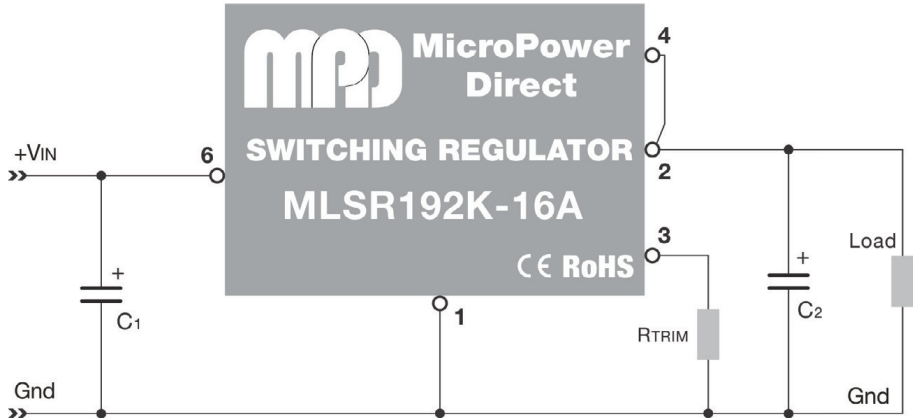 MPD MicroPower
Direct
4
SWITCHING REGULATOR
MLSR192K-16A
CE RoHS
+VIN
6
2
3
1
+
C1
RTRIM
+
C2
Load
Gnd
Gnd